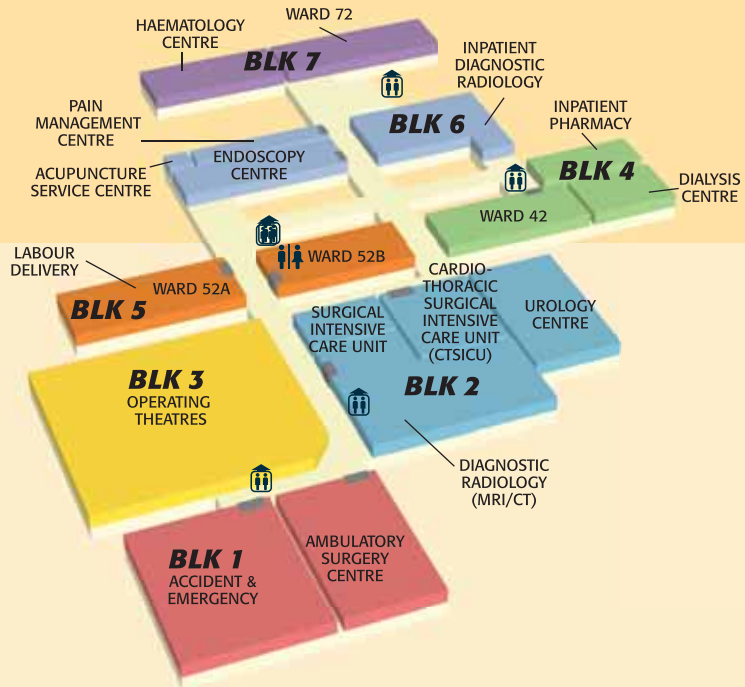 WARD 72
HAEMATOLOGY
CENTRE
BLK 7
INPATIENT
DIAGNOSTIC
RADIOLOGY
PAIN
MANAGEMENT
CENTRE
BLK 6
INPATIENT
PHARMACY
ACUPUNCTURE
SERVICE CENTRE
ENDOSCOPY
CENTRE
BLK 4
DIALYSIS
CENTRE
WARD 42
LABOUR
DELIVERY
WARD 52A
BLK 5
WARD 52B
SURGICAL
INTENSIVE
CARE UNIT
CARDIO-
THORACIC
SURGICAL
INTENSIVE
CARE UNIT
(CTSICU)
UROLOGY
CENTRE
BLK 3
OPERATING
THEATRES
BLK 2
DIAGNOSTIC
RADIOLOGY
(MRI/CT)
BLK 1
ACCIDENT &
EMERGENCY
AMBULATORY
SURGERY
CENTRE